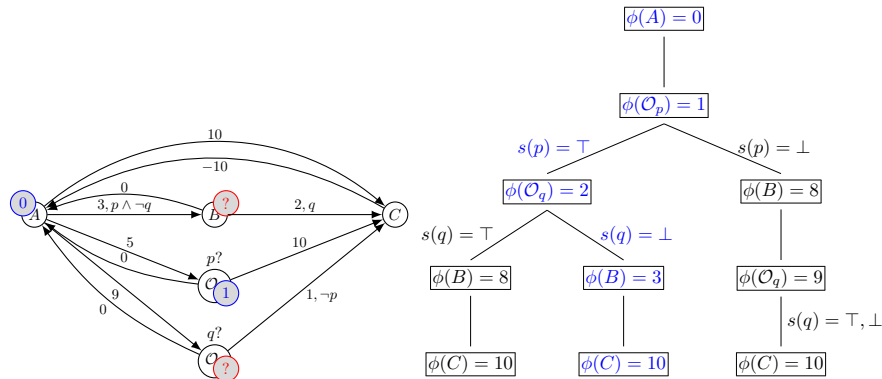 ϕ(A) = 0
ϕ(𝒪ₚ) = 1
s(p) = ⊤
s(p) = ⊥
ϕ(𝒪_q) = 2
ϕ(B) = 8
s(q) = ⊤
s(q) = ⊥
ϕ(B) = 8
ϕ(B) = 3
ϕ(𝒪_q) = 9
s(q) = ⊤, ⊥
ϕ(C) = 10
ϕ(C) = 10
ϕ(C) = 10
10
−10
0
0
A
3, p ∧ ¬q
B
?
2, q
C
p?
5
0
𝒪
1
10
q?
9
0
𝒪
?
1, ¬p